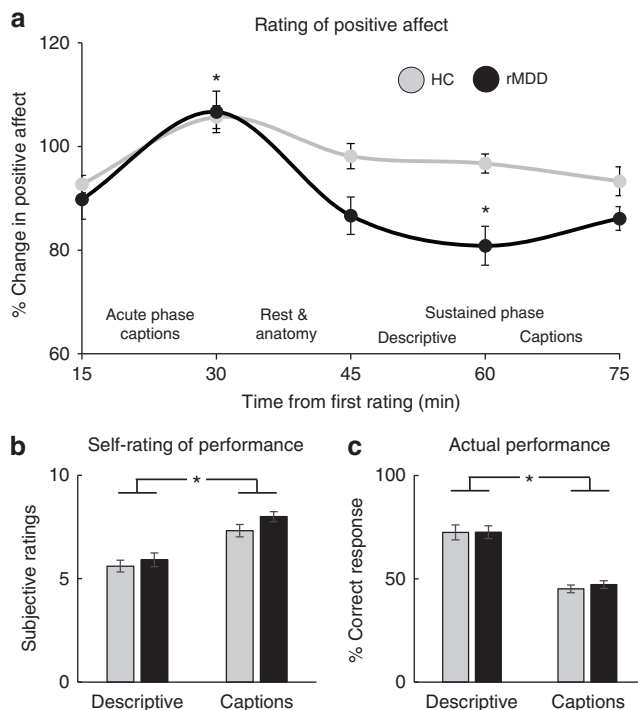 a
Rating of positive affect
120
100
80
60
% Change in positive affect
*
*
HC
rMDD
Acute phase
captions
Rest &
anatomy
Sustained phase
Descriptive
Captions
15 30 45 60 75
Time from first rating (min)
b
Self-rating of performance
10
5
0
Subjective ratings
*
Descriptive Captions
c
Actual performance
100
50
0
% Correct response
*
Descriptive Captions